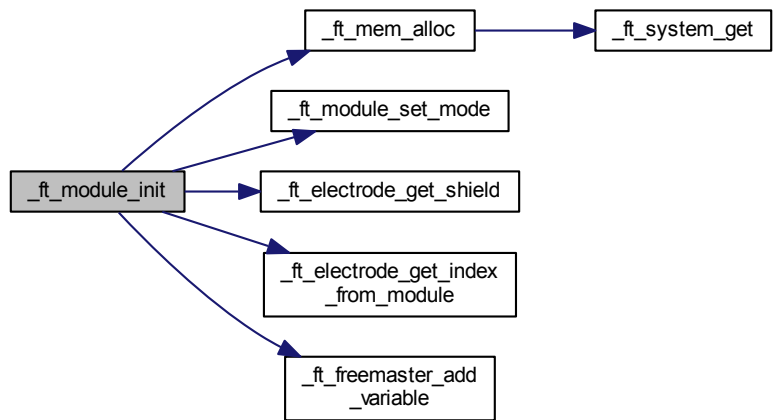 _ft_mem_alloc
_ft_system_get
_ft_module_set_mode
_ft_module_init
_ft_electrode_get_shield
_ft_electrode_get_index
_from_module
_ft_freemaster_add
_variable